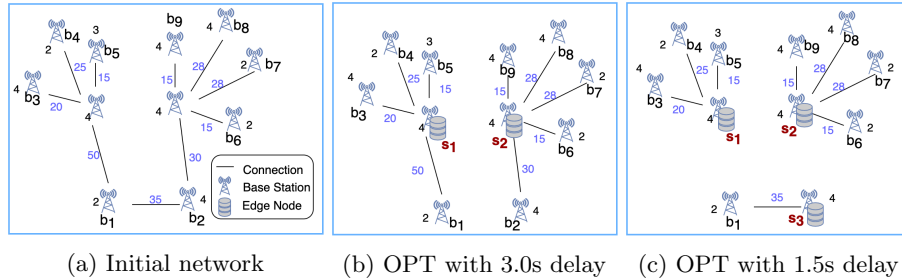 b4
b5
b9
b8
b7
b3
b6
b1
b2
2
3
4
4
2
2
4
4
2
2
4
25
15
20
50
35
30
15
28
28
15
Connection
Base Station
Edge Node
(a) Initial network
b4
b5
b9
b8
b7
b3
b6
b1
b2
s1
s2
2
3
4
4
2
2
4
4
2
2
4
25
15
20
50
30
15
28
28
15
(b) OPT with 3.0s delay
b4
b5
b9
b8
b7
b3
b6
b1
s1
s2
s3
2
3
4
4
2
2
4
4
2
2
4
25
15
20
35
15
28
28
15
(c) OPT with 1.5s delay